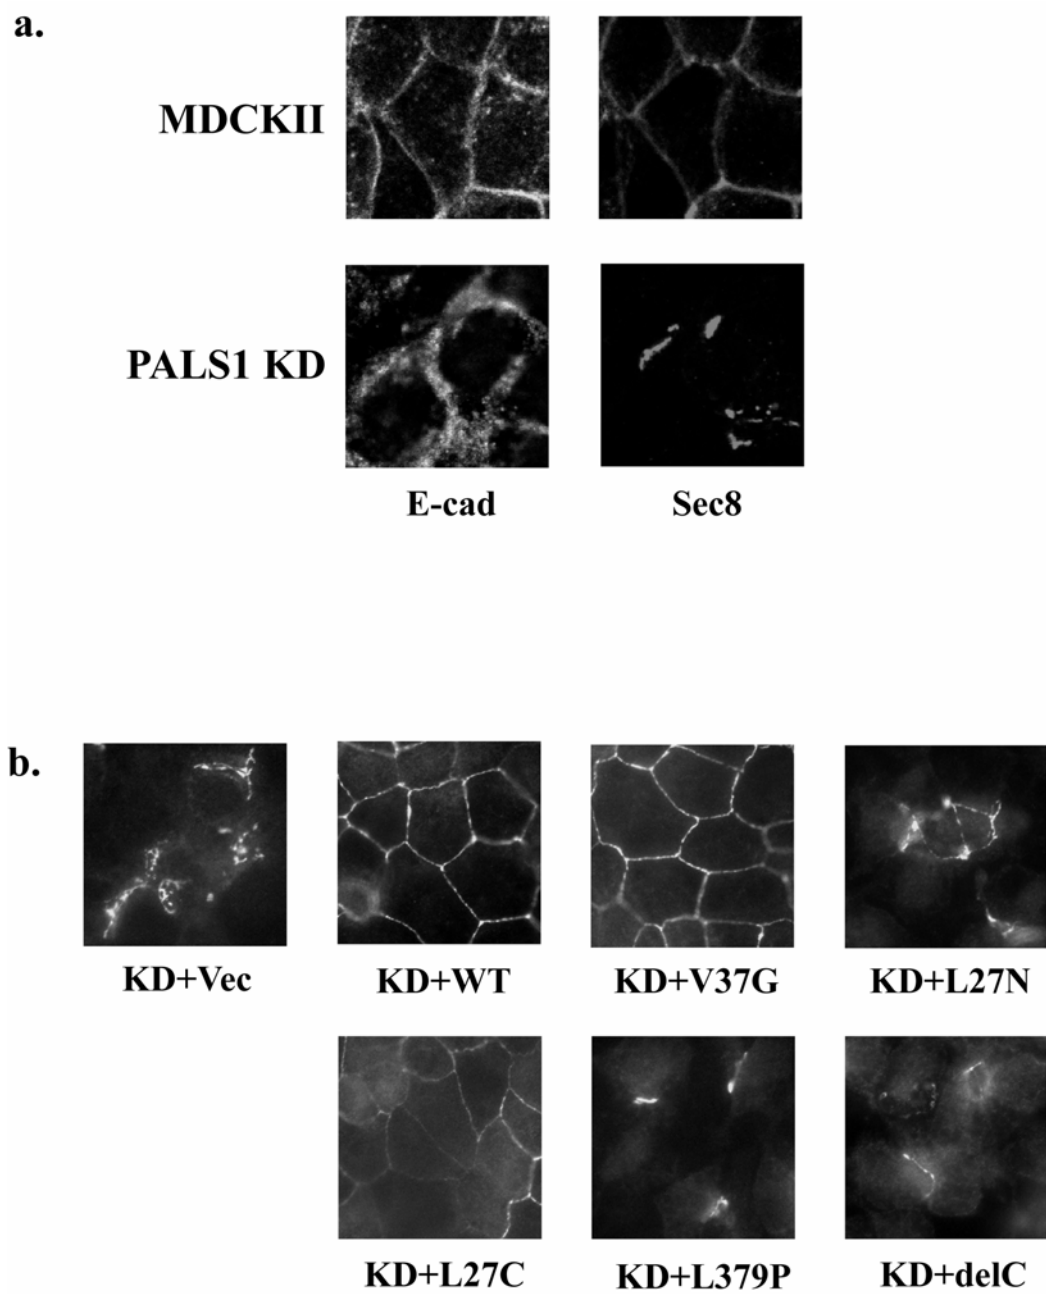 a.
MDCKII
PALS1 KD
E-cad Sec8
b.
KD+Vec KD+WT KD+V37G KD+L27N
KD+L27C KD+L379P KD+delC